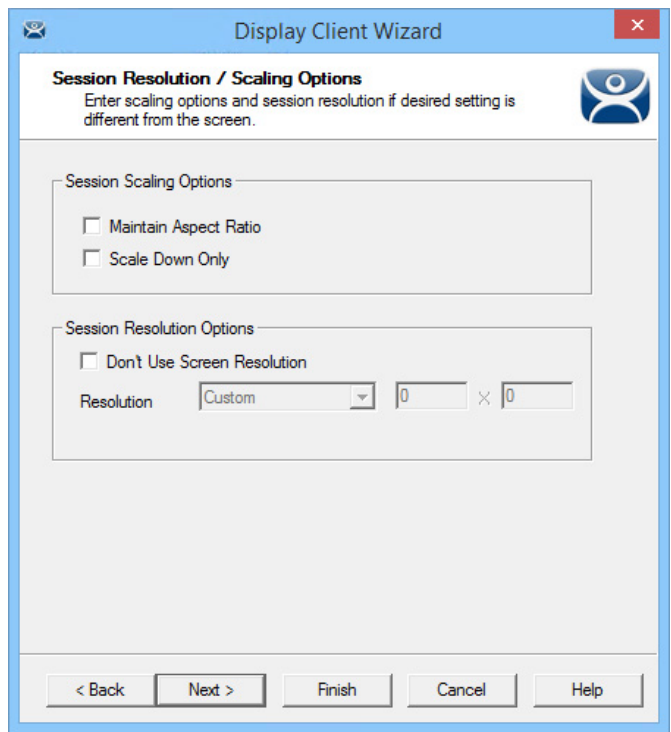 Display Client Wizard
Session Resolution / Scaling Options
Enter scaling options and session resolution if desired setting is
different from the screen.
Session Scaling Options
Maintain Aspect Ratio
Scale Down Only
Session Resolution Options
Don't Use Screen Resolution
Resolution Custom 0 x 0
< Back Next > Finish Cancel Help